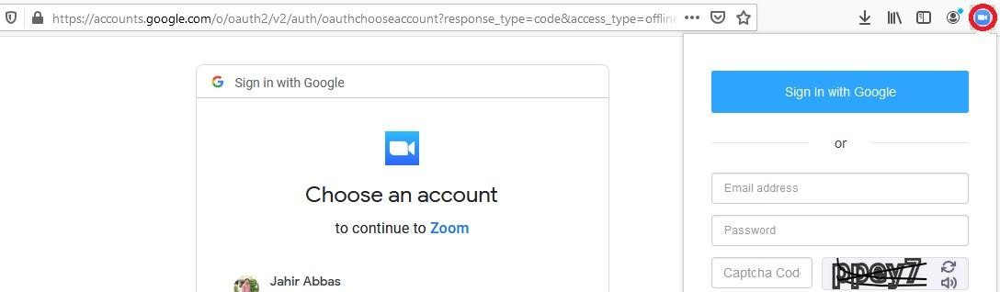 https://accounts.google.com/o/oauth2/v2/auth/oauthchooseaccount?response_type=code&access_type=offline
Sign in with Google
Choose an account
to continue to Zoom
Jahir Abbas
Sign In with Google
or
Email address
Password
Captcha Cod
ppey7